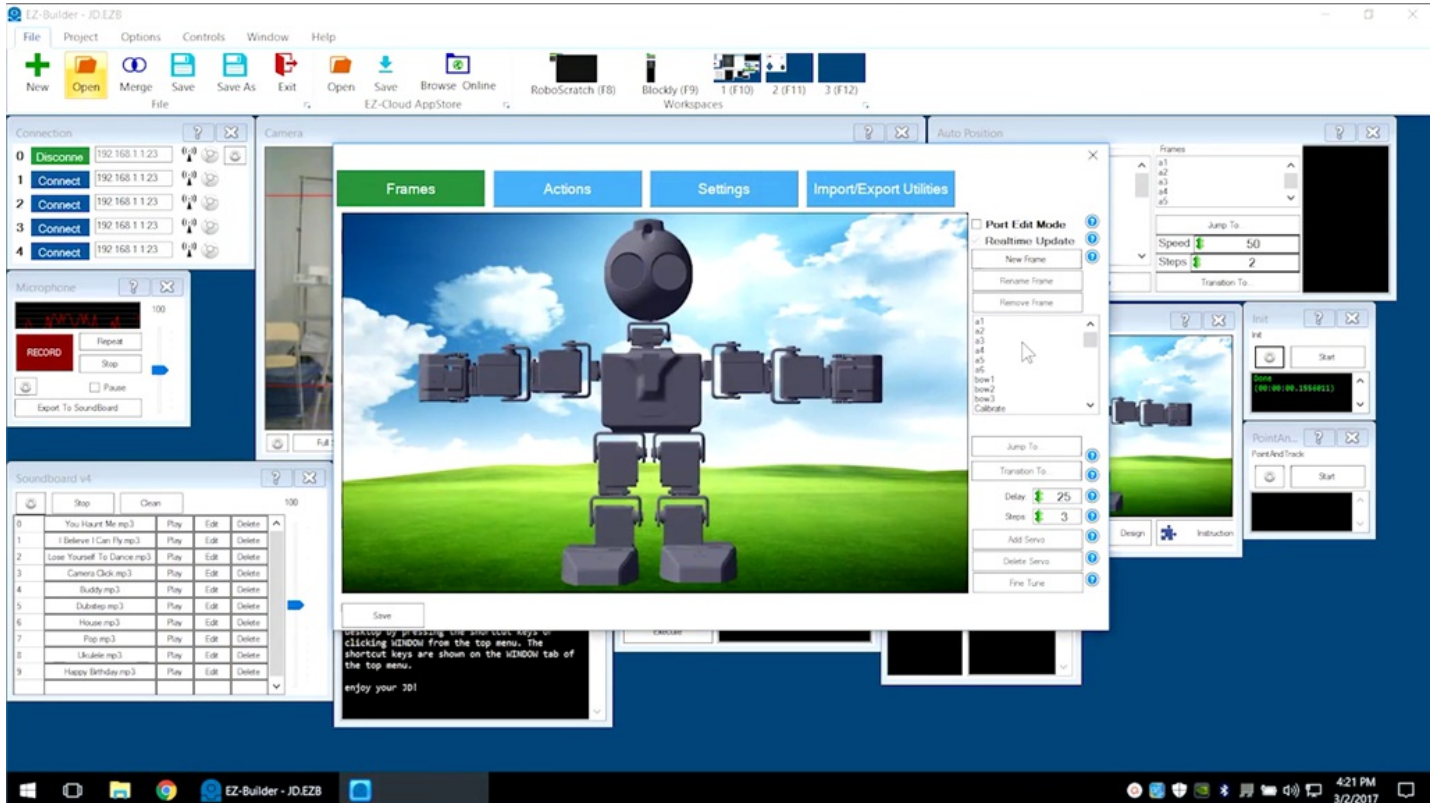 EZ-Builder - JD.EZB
File Project Options Controls Window Help
New Open Merge Save Save As Exit Open Save Browse Online RoboScratch (F8) Blockly (F9) 1 (F10) 2 (F11) 3 (F12)
File EZ-Cloud AppStore Workspaces
Connection
0 Disconne 192.168.1.1:23
1 Connect 192.168.1.1:23
2 Connect 192.168.1.1:23
3 Connect 192.168.1.1:23
4 Connect 192.168.1.1:23
Camera
Auto Position
Frames
a1
a2
a3
a4
a5
Jump To...
Speed 50
Steps 2
Transition To...
Microphone
100
RECORD
Repeat
Stop
Pause
Export To SoundBoard
Frames Actions Settings Import/Export Utilities
Port Edit Mode
Realtime Update
New Frame
Rename Frame
Remove Frame
a1
a2
a3
a4
a5
a6
bow1
bow2
bow3
Calibrate
Jump To...
Transition To...
Delay 25
Steps 3
Add Servo
Delete Servo
Fine Tune
Save
Init
Init
Start
Done
(00:00:00.1556011)
PointAn...
PointAndTrack
Start
Design Instruction
Soundboard v4
Stop Clean 100
0 You Haunt Me.mp3 Play Edit Delete
1 I Believe I Can Fly.mp3 Play Edit Delete
2 Lose Yourself To Dance.mp3 Play Edit Delete
3 Camera Click.mp3 Play Edit Delete
4 Buddy.mp3 Play Edit Delete
5 Dubstep.mp3 Play Edit Delete
6 House.mp3 Play Edit Delete
7 Pop.mp3 Play Edit Delete
8 Ukulele.mp3 Play Edit Delete
9 Happy Birthday.mp3 Play Edit Delete
desktop by pressing the shortcut keys or
clicking WINDOW from the top menu. The
shortcut keys are shown on the WINDOW tab of
the top menu.
enjoy your JD!
Execute
EZ-Builder - JD.EZB
4:21 PM
3/2/2017